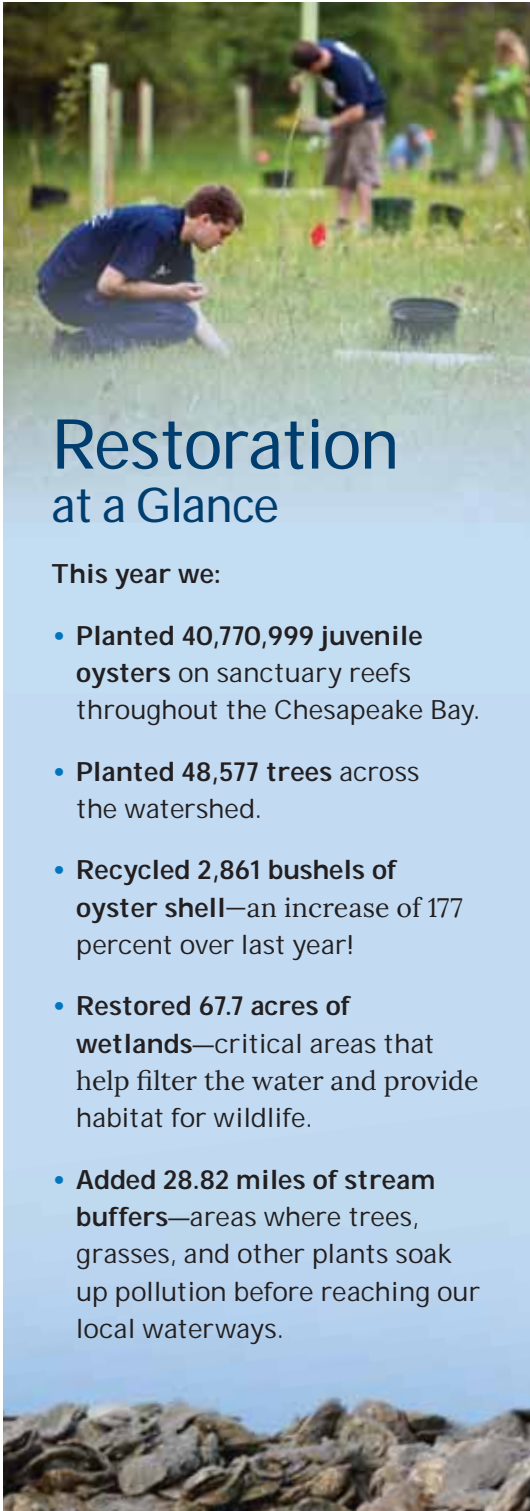 Restoration
at a Glance
This year we:
• Planted 40,770,999 juvenile
oysters on sanctuary reefs
throughout the Chesapeake Bay.
• Planted 48,577 trees across
the watershed.
• Recycled 2,861 bushels of
oyster shell—an increase of 177
percent over last year!
• Restored 67.7 acres of
wetlands—critical areas that
help filter the water and provide
habitat for wildlife.
• Added 28.82 miles of stream
buffers—areas where trees,
grasses, and other plants soak
up pollution before reaching our
local waterways.